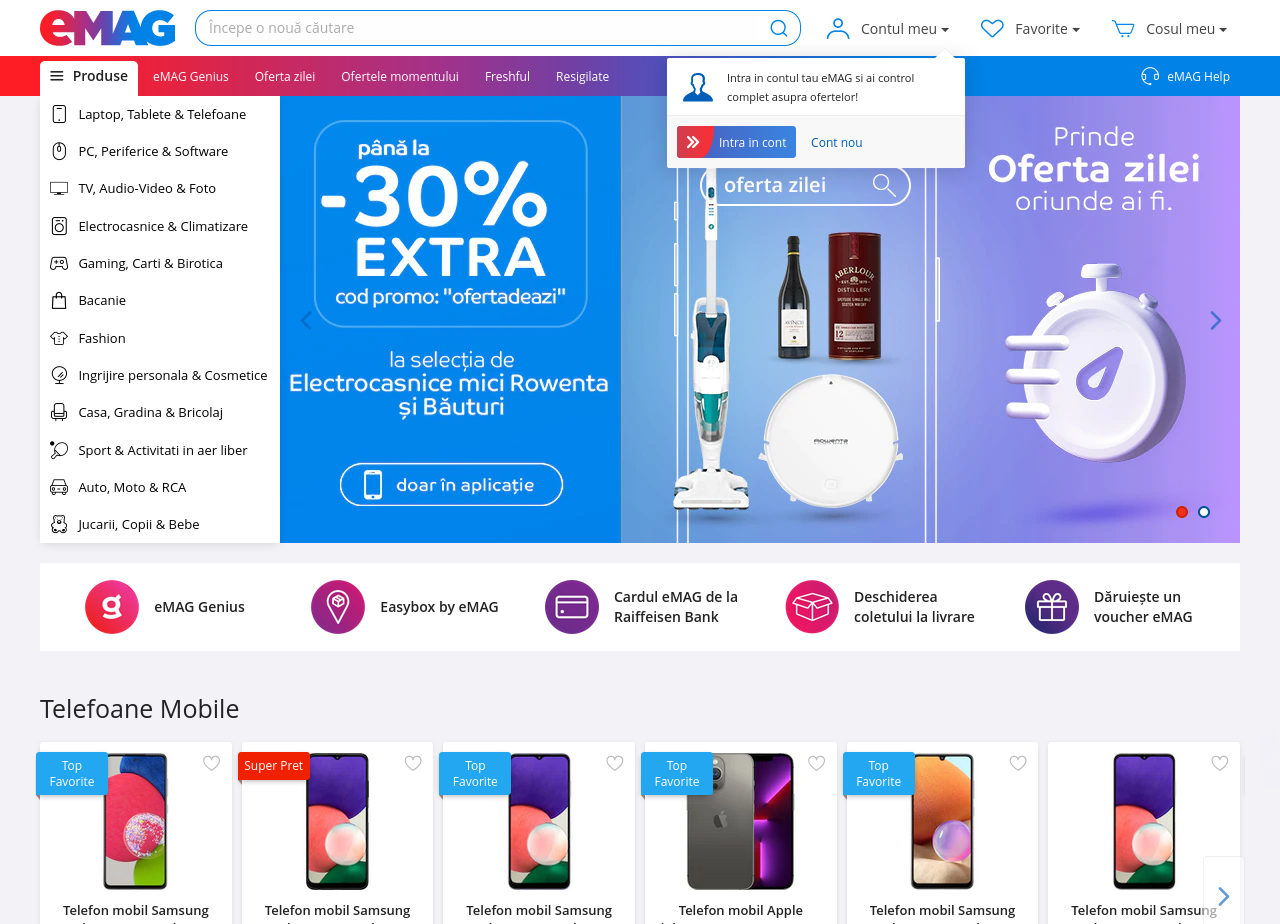 eMAG
Începe o nouă căutare
Contul meu
Favorite
Cosul meu
Produse
eMAG Genius
Oferta zilei
Ofertele momentului
Freshful
Resigilate
eMAG Help
Intra in contul tau eMAG si ai control
complet asupra ofertelor!
Intra in cont
Cont nou
Laptop, Tablete & Telefoane
PC, Periferice & Software
TV, Audio-Video & Foto
Electrocasnice & Climatizare
Gaming, Carti & Birotica
Bacanie
Fashion
Ingrijire personala & Cosmetice
Casa, Gradina & Bricolaj
Sport & Activitati in aer liber
Auto, Moto & RCA
Jucarii, Copii & Bebe
până la
-30%
EXTRA
cod promo: "ofertadeazi"
la selecția de
Electrocasnice mici Rowenta
și Băuturi
doar în aplicație
oferta zilei
ABERLOUR
DISTILLERY
12
Rowenta
Prinde
Oferta zilei
oriunde ai fi.
eMAG Genius
Easybox by eMAG
Cardul eMAG de la
Raiffeisen Bank
Deschiderea
coletului la livrare
Dăruiește un
voucher eMAG
Telefoane Mobile
Top
Favorite
Super Pret
Top
Favorite
Top
Favorite
Top
Favorite
Telefon mobil Samsung
Telefon mobil Samsung
Telefon mobil Samsung
Telefon mobil Apple
Telefon mobil Samsung
Telefon mobil Samsung